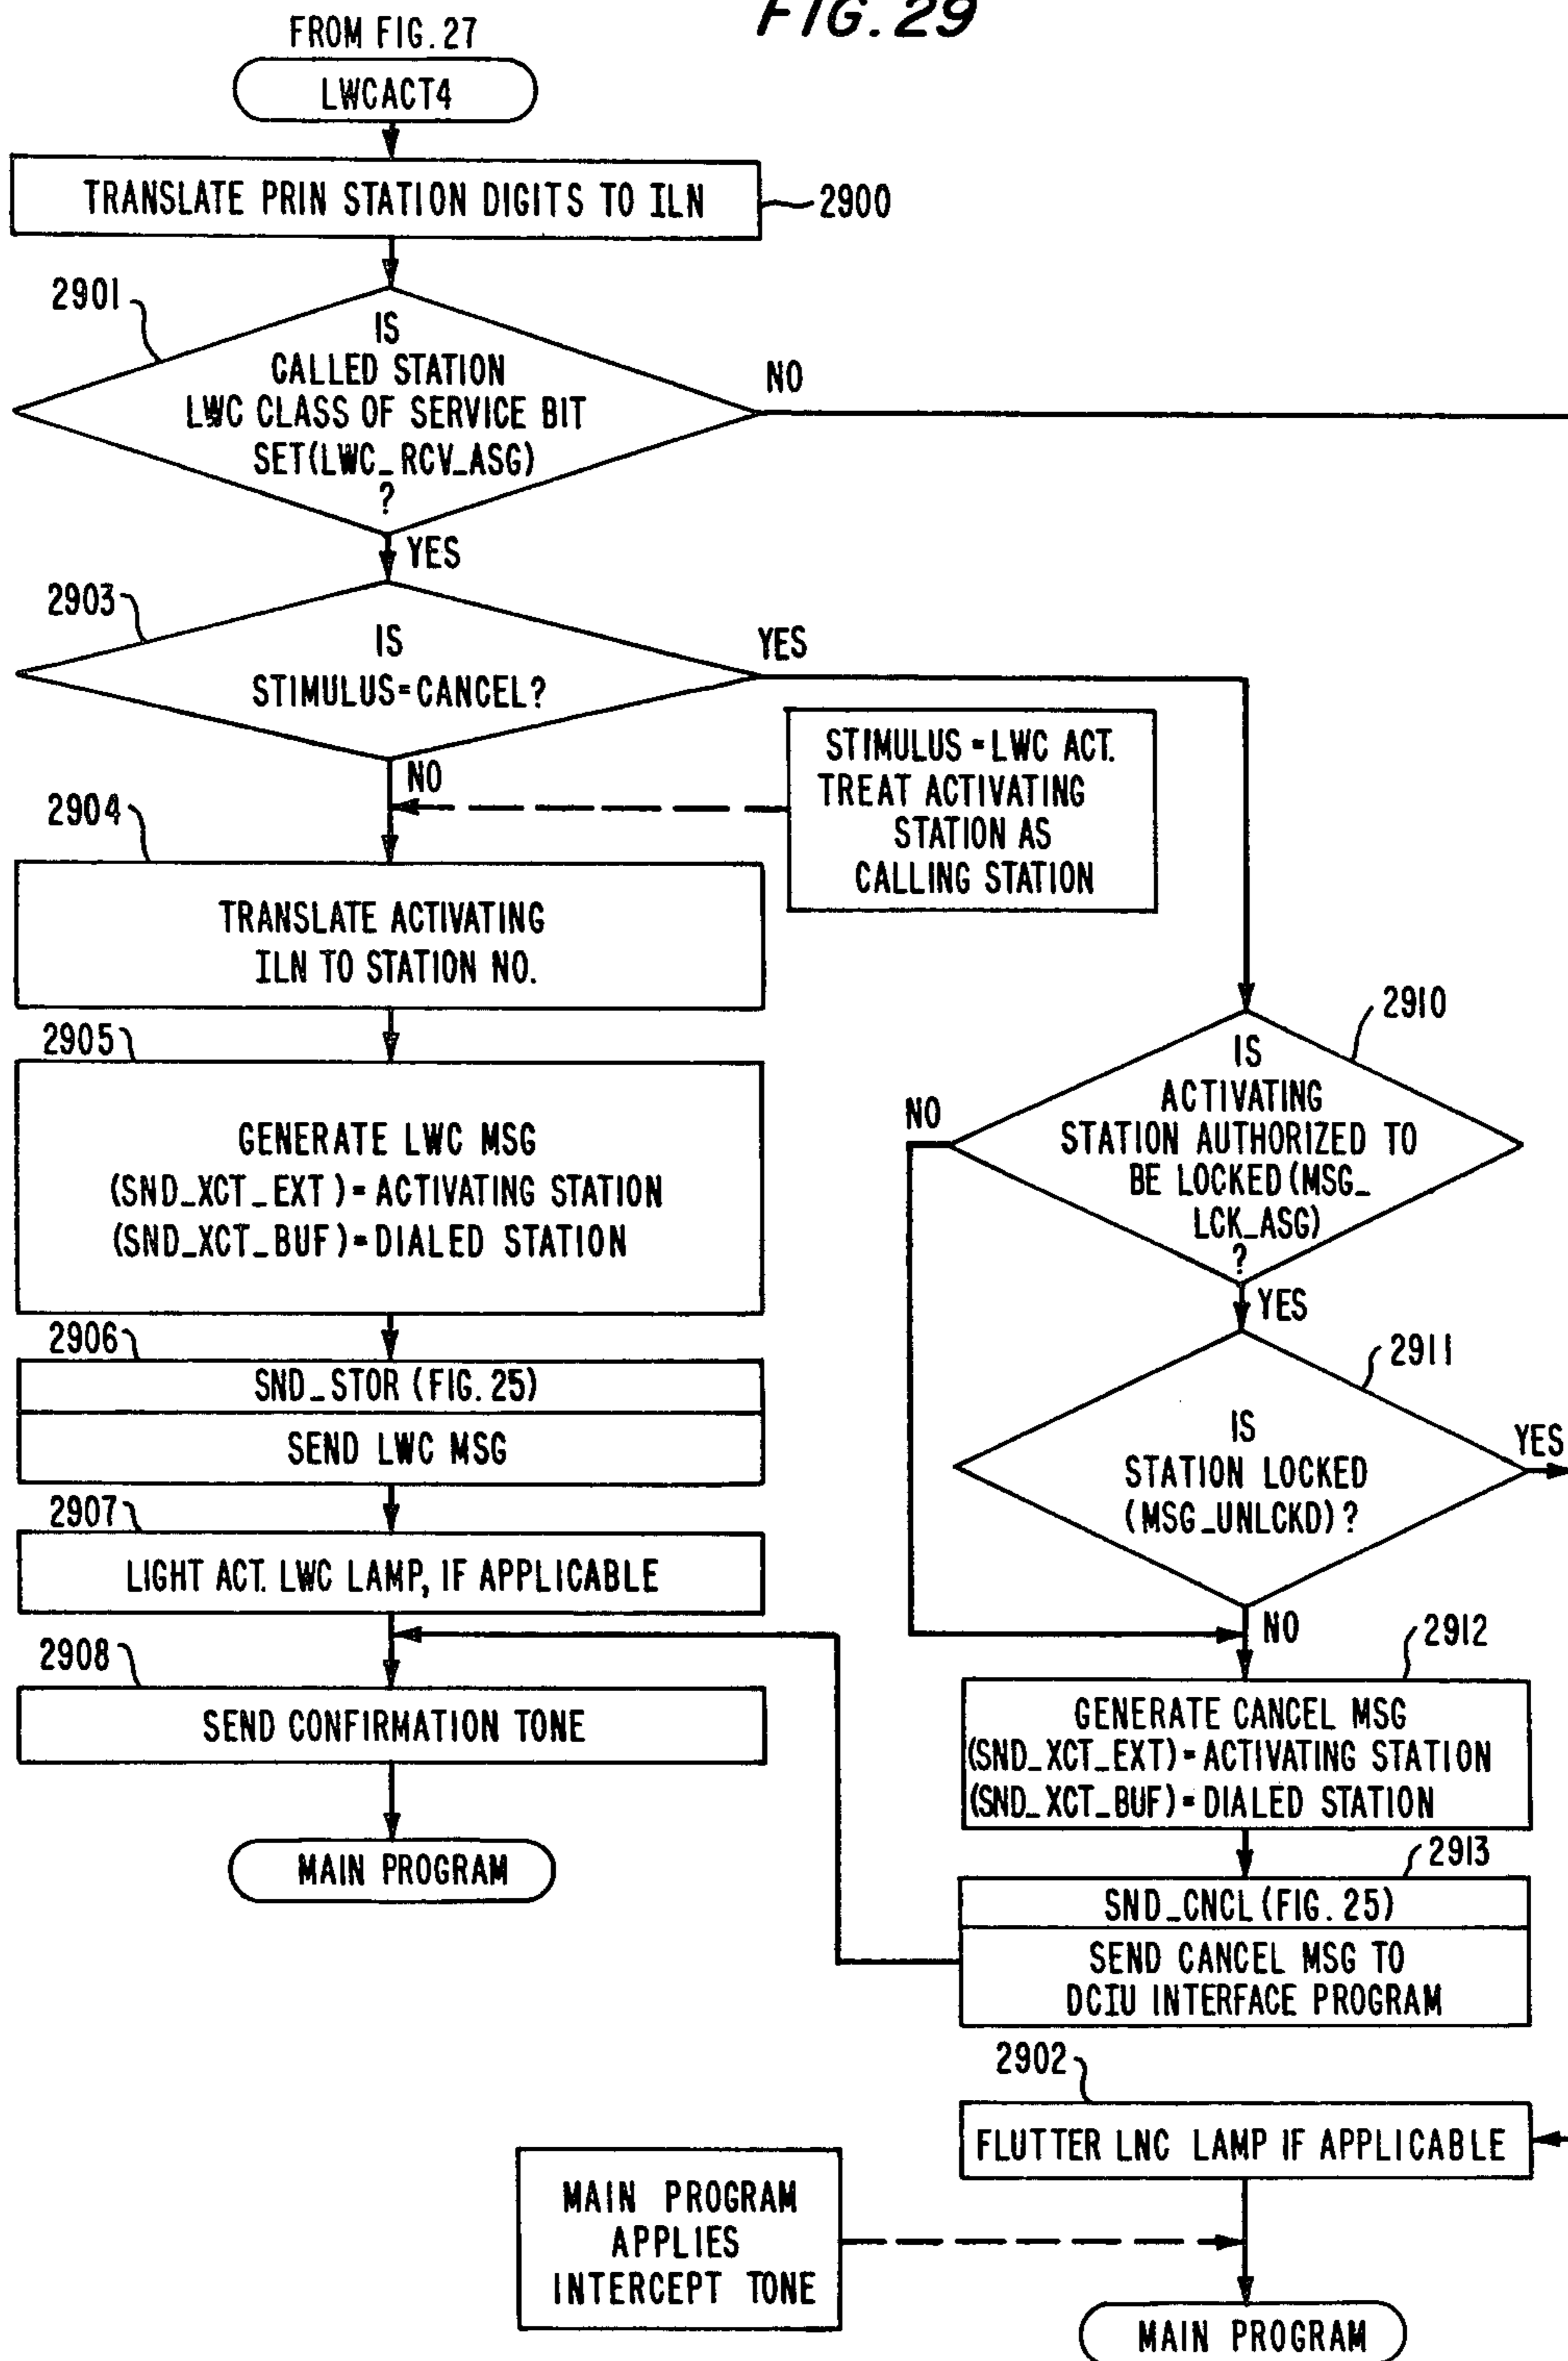 FIG. 29
FROM FIG. 27
LWCACT4
TRANSLATE PRIN STATION DIGITS TO ILN
2900
2901
IS
CALLED STATION
LWC CLASS OF SERVICE BIT
SET(LWC_RCV_ASG)
?
NO
YES
2903
IS
STIMULUS=CANCEL?
YES
NO
STIMULUS=LWC ACT.
TREAT ACTIVATING
STATION AS
CALLING STATION
2904
TRANSLATE ACTIVATING
ILN TO STATION NO.
2905
GENERATE LWC MSG
(SND_XCT_EXT)=ACTIVATING STATION
(SND_XCT_BUF)=DIALED STATION
2906
SND_STOR (FIG. 25)
SEND LWC MSG
2907
LIGHT ACT. LWC LAMP, IF APPLICABLE
2908
SEND CONFIRMATION TONE
MAIN PROGRAM
2910
IS
ACTIVATING
STATION AUTHORIZED TO
BE LOCKED (MSG_
LCK_ASG)
?
NO
YES
2911
IS
STATION LOCKED
(MSG_UNLCKD)?
YES
NO
2912
GENERATE CANCEL MSG
(SND_XCT_EXT)=ACTIVATING STATION
(SND_XCT_BUF)=DIALED STATION
2913
SND_CNCL (FIG. 25)
SEND CANCEL MSG TO
DCIU INTERFACE PROGRAM
2902
FLUTTER LNC LAMP IF APPLICABLE
MAIN PROGRAM
APPLIES
INTERCEPT TONE
MAIN PROGRAM